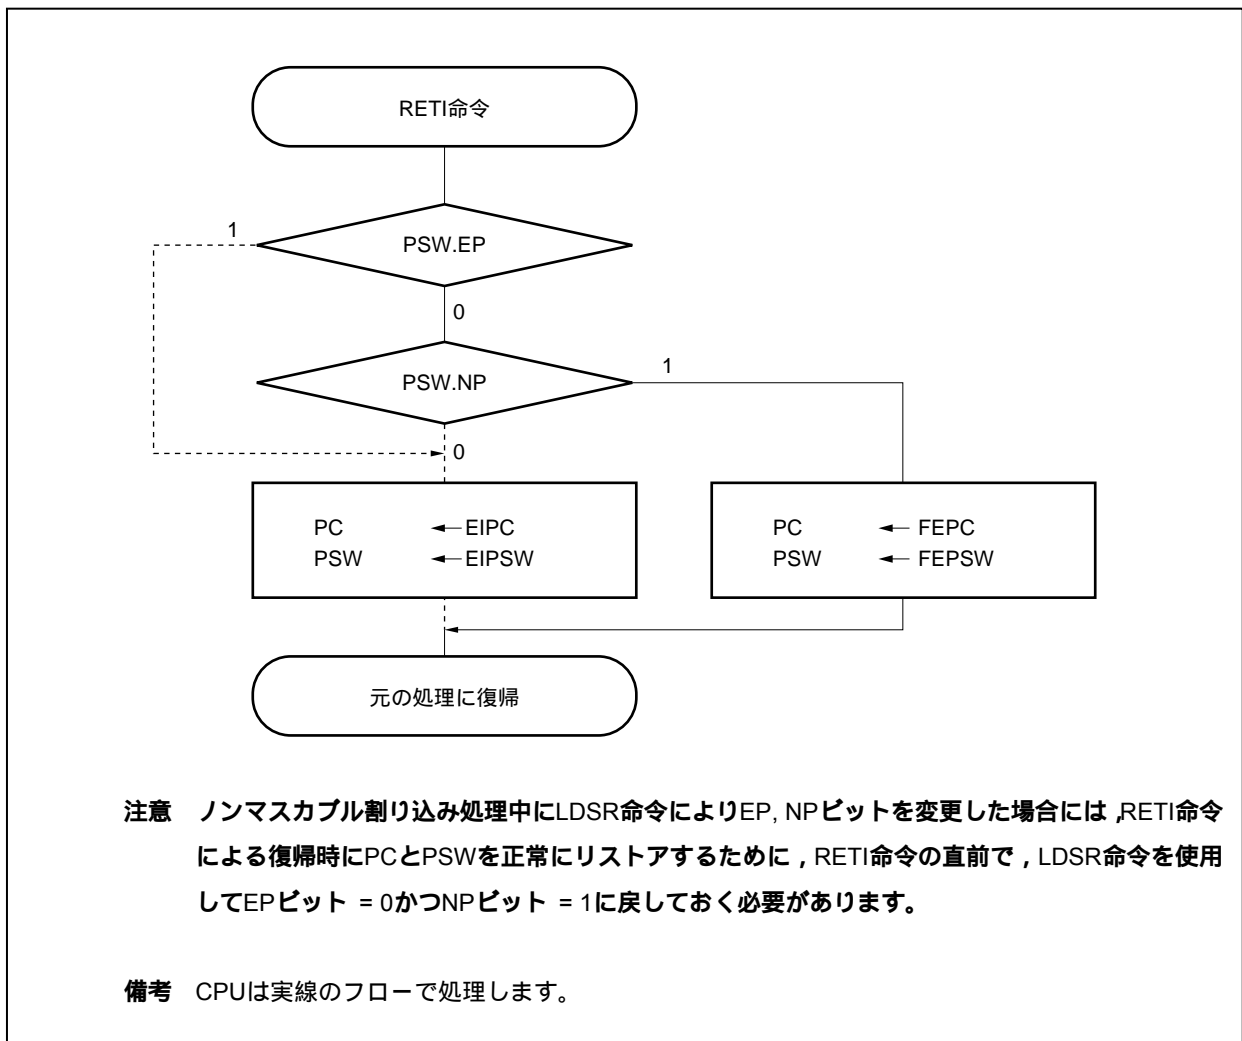 RETI命令
1
PSW.EP
0
PSW.NP
1
0
PC ← EIPC
PSW ← EIPSW
PC ← FEPC
PSW ← FEPSW
元の処理に復帰
注意 ノンマスカブル割り込み処理中にLDSR命令によりEP, NPビットを変更した場合には,RETI命令
による復帰時にPCとPSWを正常にリストアするために,RETI命令の直前で,LDSR命令を使用
してEPビット = 0かつNPビット = 1に戻しておく必要があります。
備考 CPUは実線のフローで処理します。